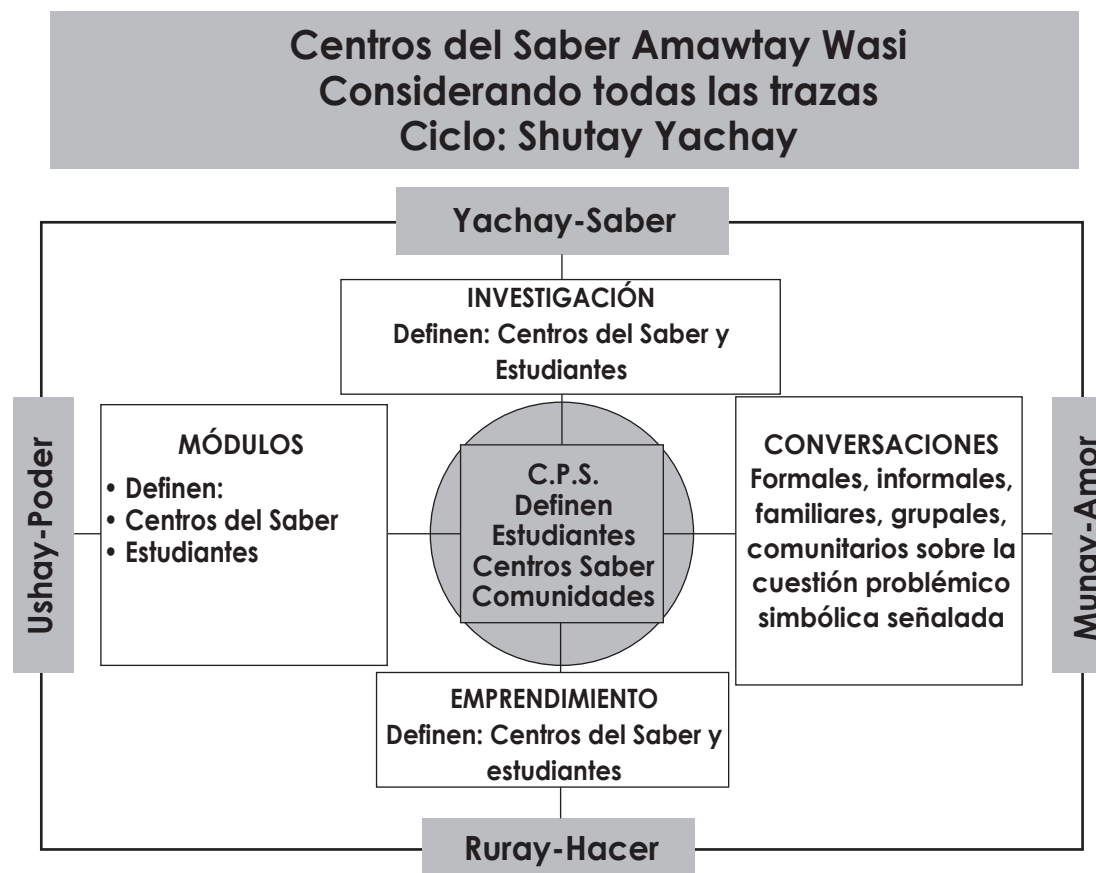 Centros del Saber Amawtay Wasi
Considerando todas las trazas
Ciclo: Shutay Yachay
Yachay-Saber
INVESTIGACIÓN
Definen: Centros del Saber y
Estudiantes
Ushay-Poder
MÓDULOS
• Definen:
• Centros del Saber
• Estudiantes
C.P.S.
Definen
Estudiantes
Centros Saber
Comunidades
CONVERSACIONES
Formales, informales,
familiares, grupales,
comunitarios sobre la
cuestión problémico
simbólica señalada
Munay-Amor
EMPRENDIMIENTO
Definen: Centros del Saber y
estudiantes
Ruray-Hacer